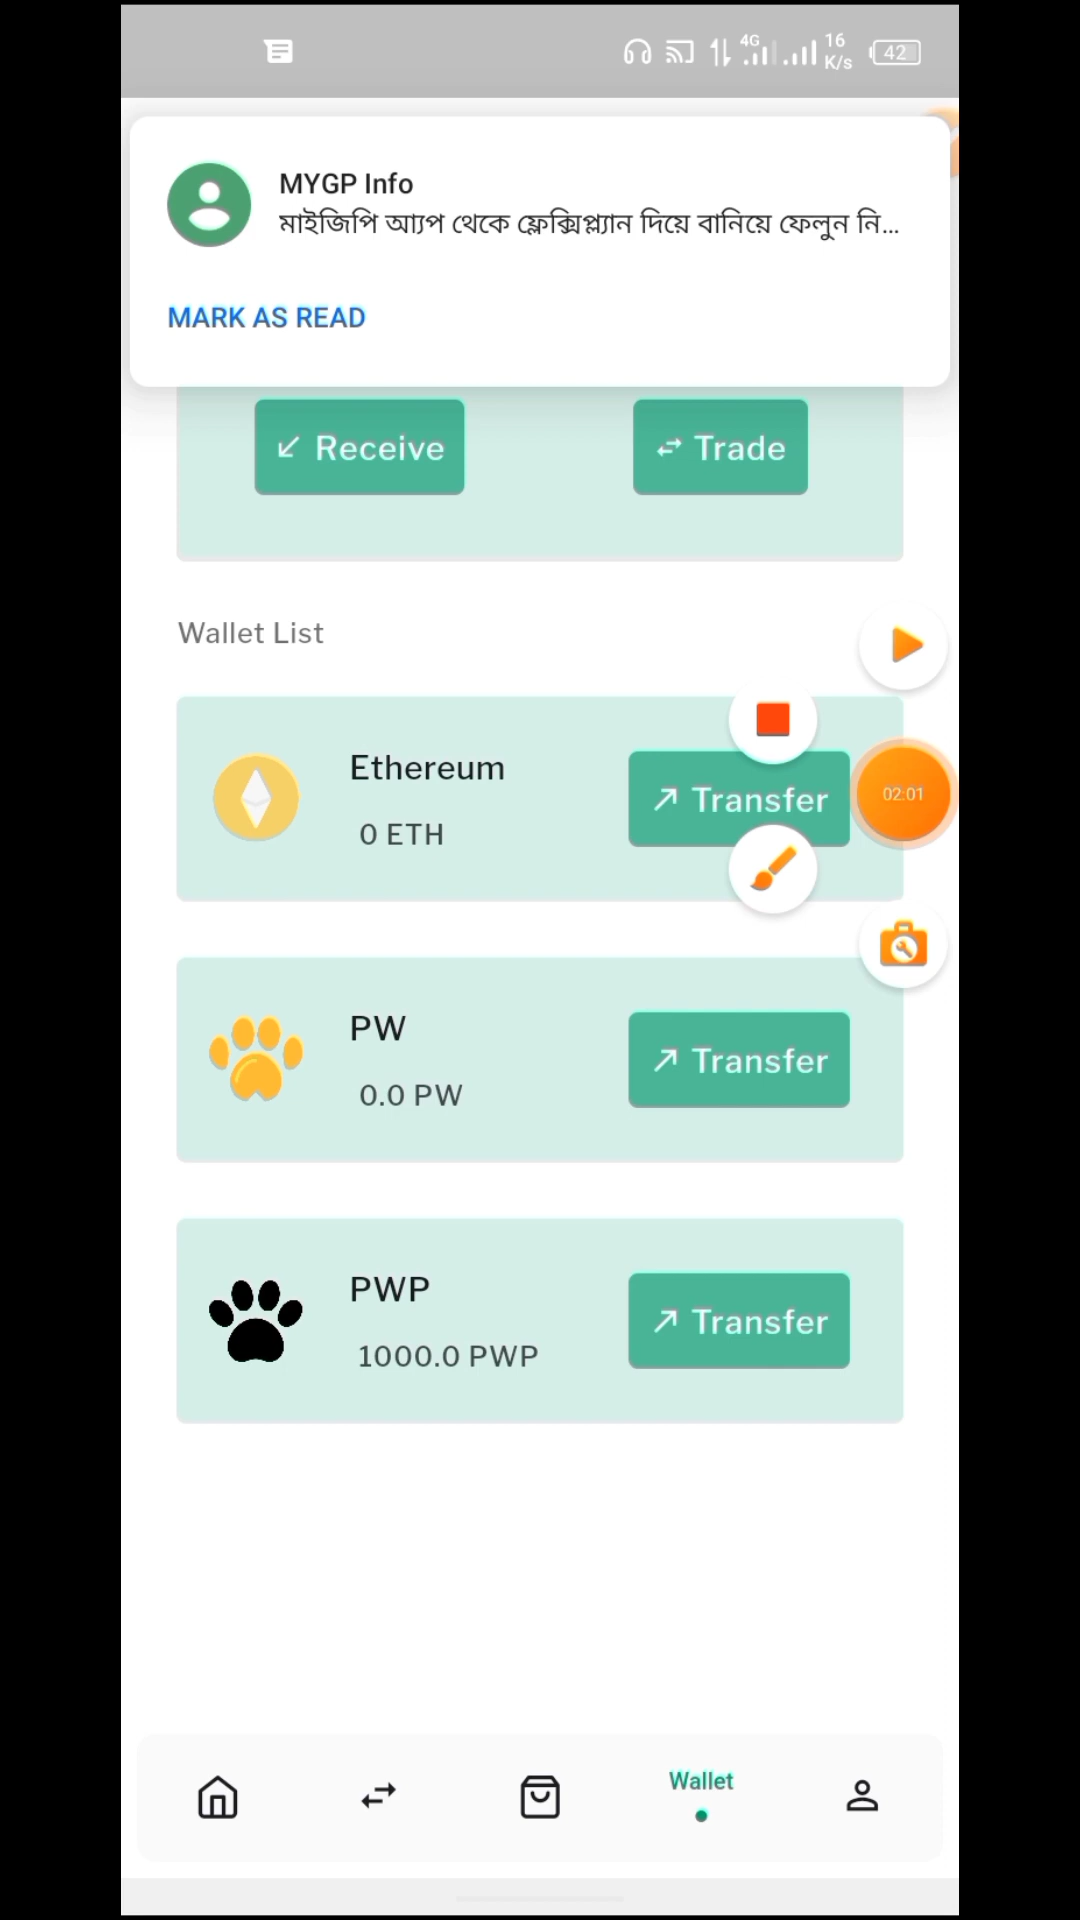 4G
16
K/s
42
MYGP Info
মাইজিপি অ্যাপ থেকে ফ্লেক্সিপ্ল্যান দিয়ে বানিয়ে ফেলুন নি...
MARK AS READ
Receive
Trade
Wallet List
Ethereum
0 ETH
Transfer
02:01
PW
0.0 PW
Transfer
PWP
1000.0 PWP
Transfer
Wallet